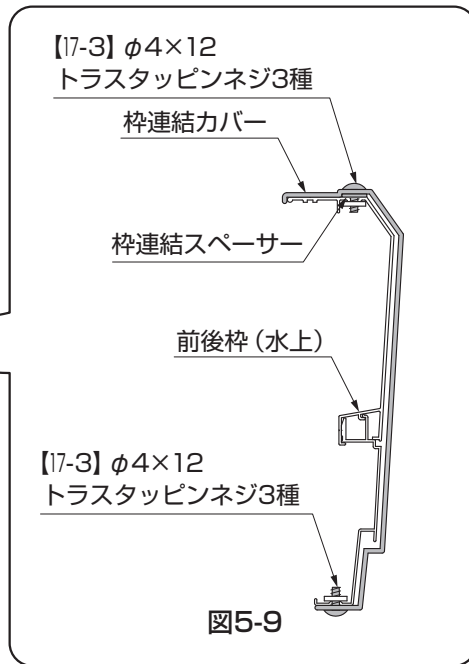 【17-3】φ4×12
トラスタッピンネジ3種
枠連結カバー
枠連結スペーサー
前後枠（水上）
【17-3】φ4×12
トラスタッピンネジ3種
図5-9